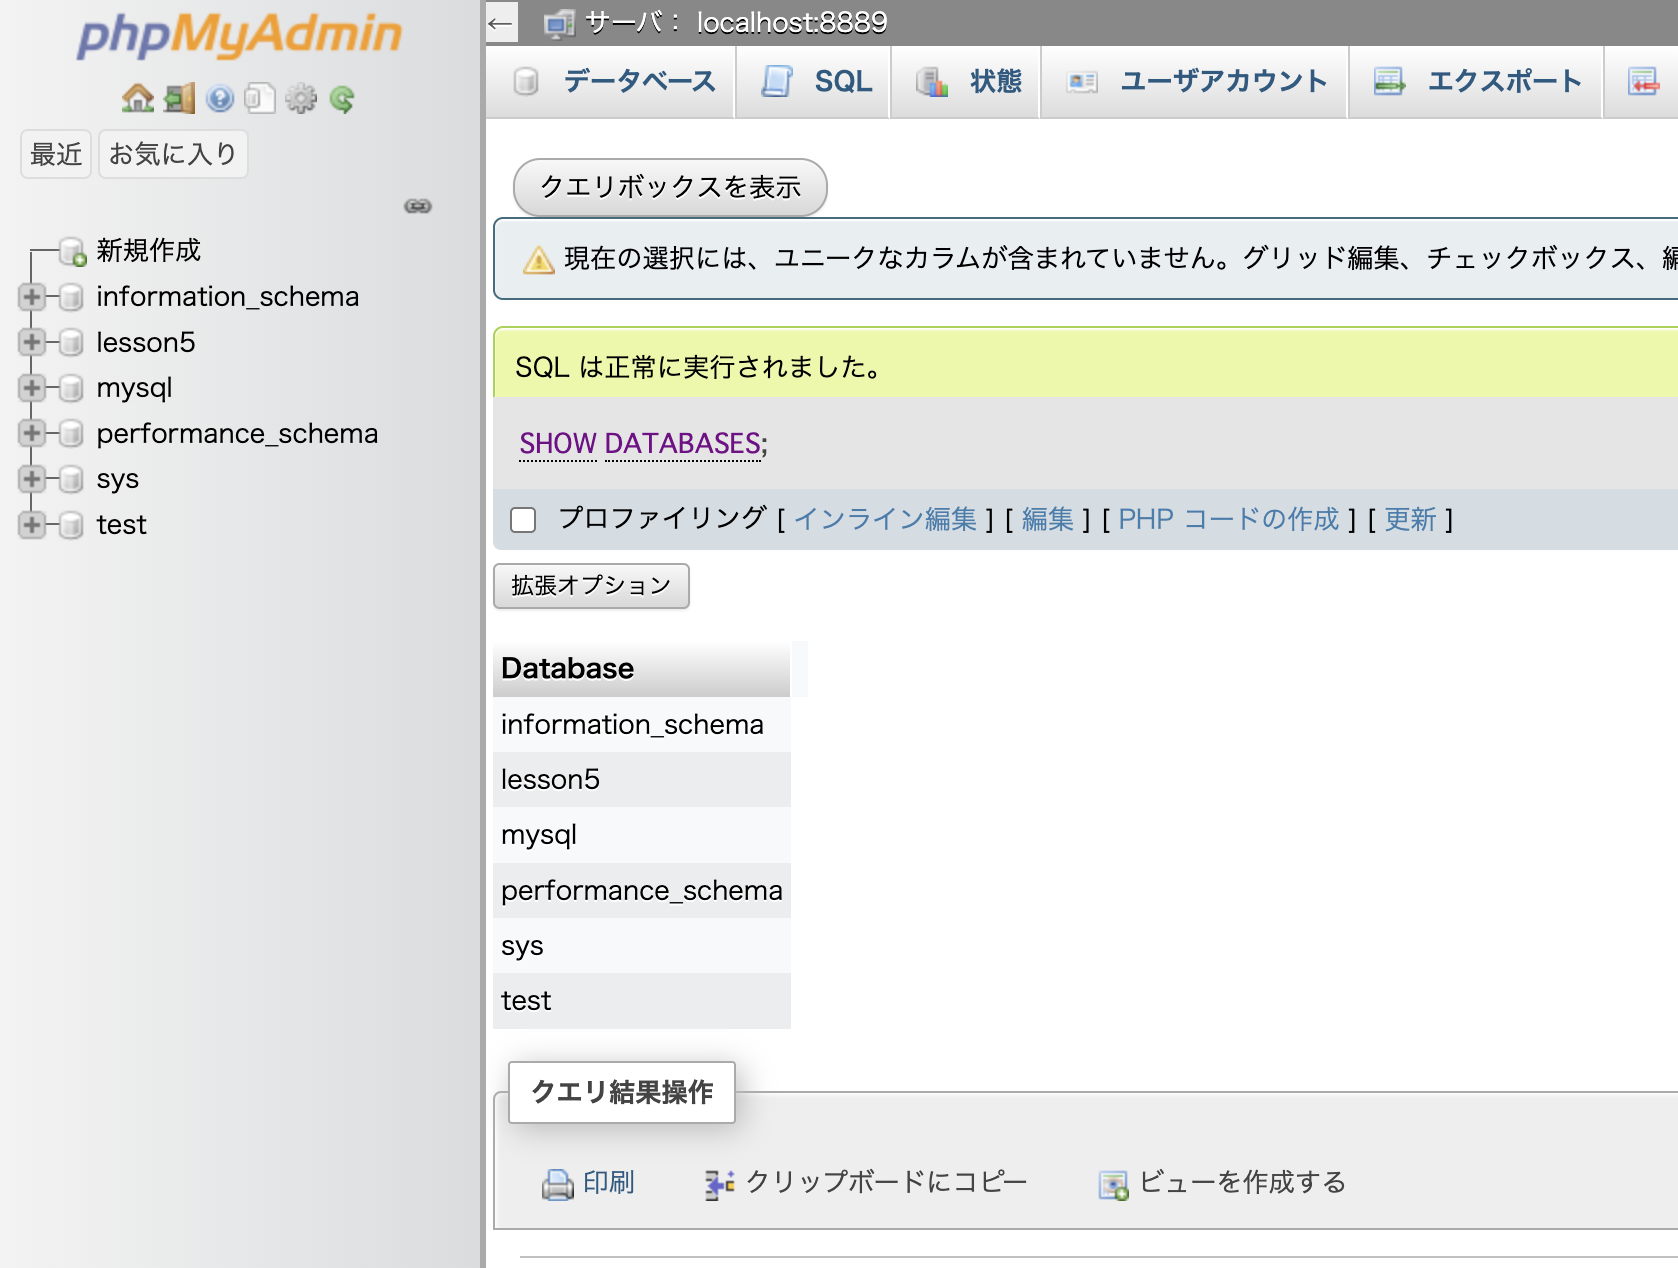 phpMyAdmin
最近 お気に入り
新規作成
information_schema
lesson5
mysql
performance_schema
sys
test
← サーバ： localhost:8889
データベース SQL 状態 ユーザアカウント エクスポート
クエリボックスを表示
現在の選択には、ユニークなカラムが含まれていません。グリッド編集、チェックボックス、
SQL は正常に実行されました。
SHOW DATABASES;
プロファイリング [ インライン編集 ] [ 編集 ] [ PHP コードの作成 ] [ 更新 ]
拡張オプション
Database
information_schema
lesson5
mysql
performance_schema
sys
test
クエリ結果操作
印刷 クリップボードにコピー ビューを作成する